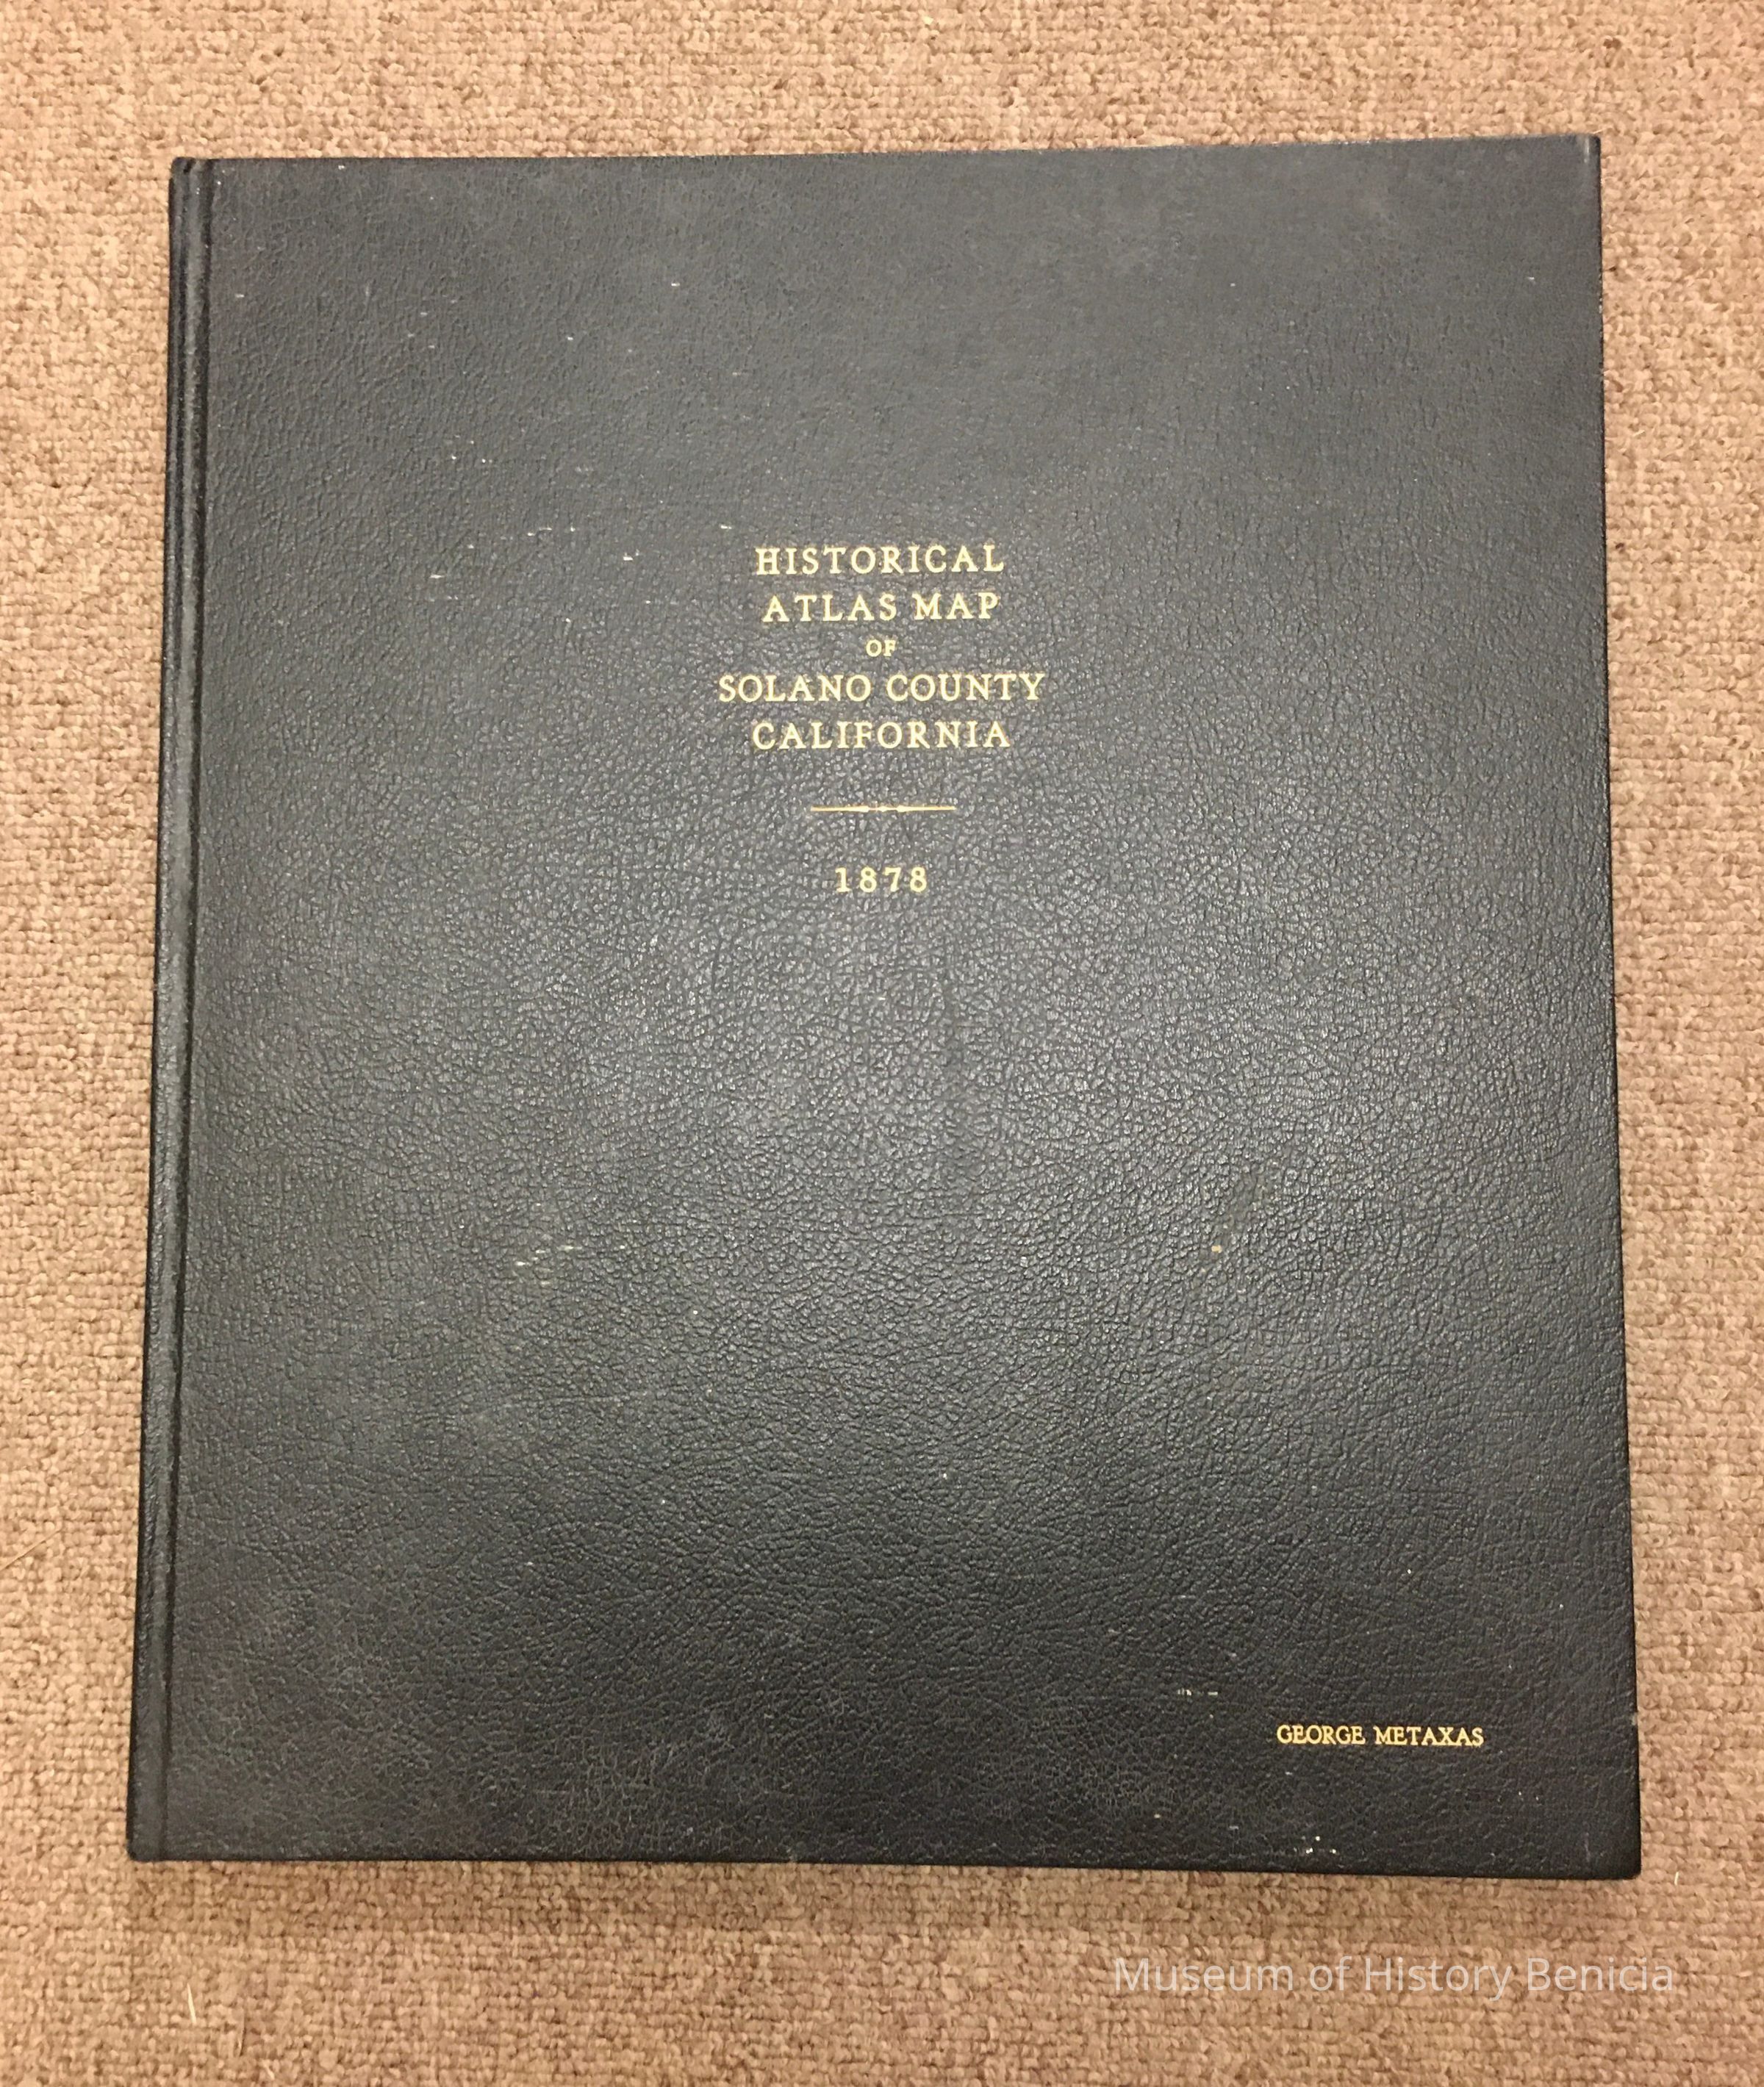 HISTORICAL
ATLAS MAP
OF
SOLANO COUNTY
CALIFORNIA
1878
GEORGE METAXAS
Museum of History Benicia